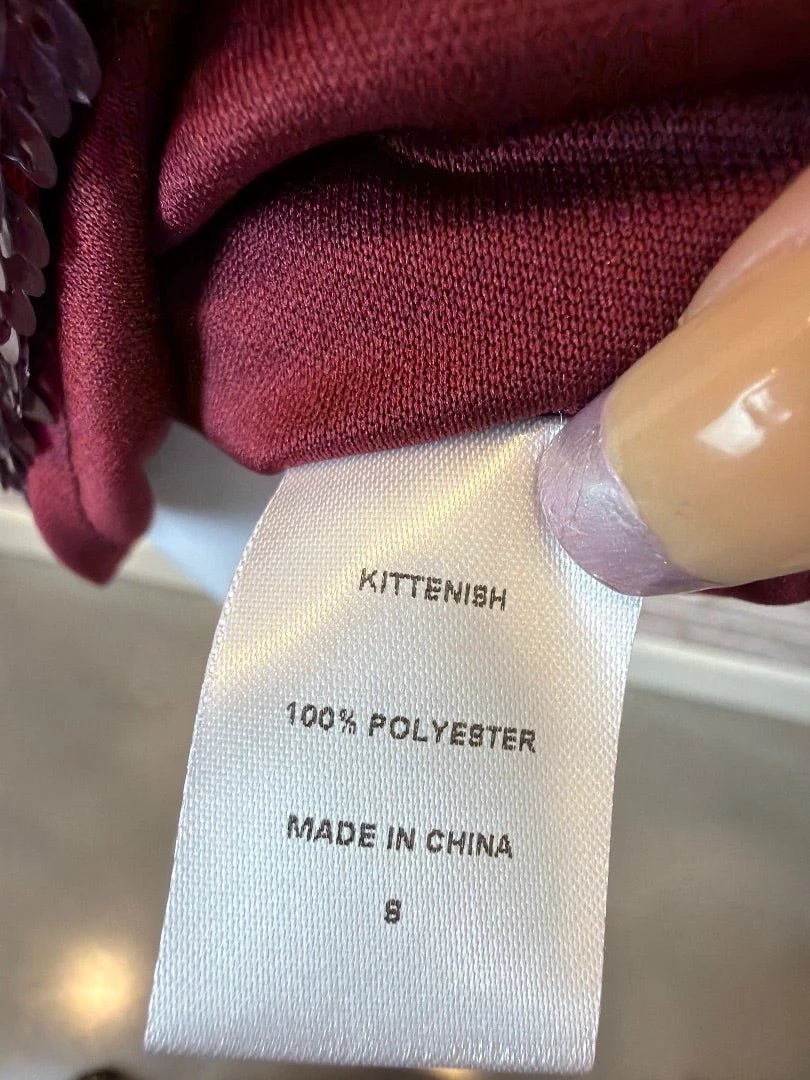 KITTENISH
100% POLYESTER
MADE IN CHINA
S